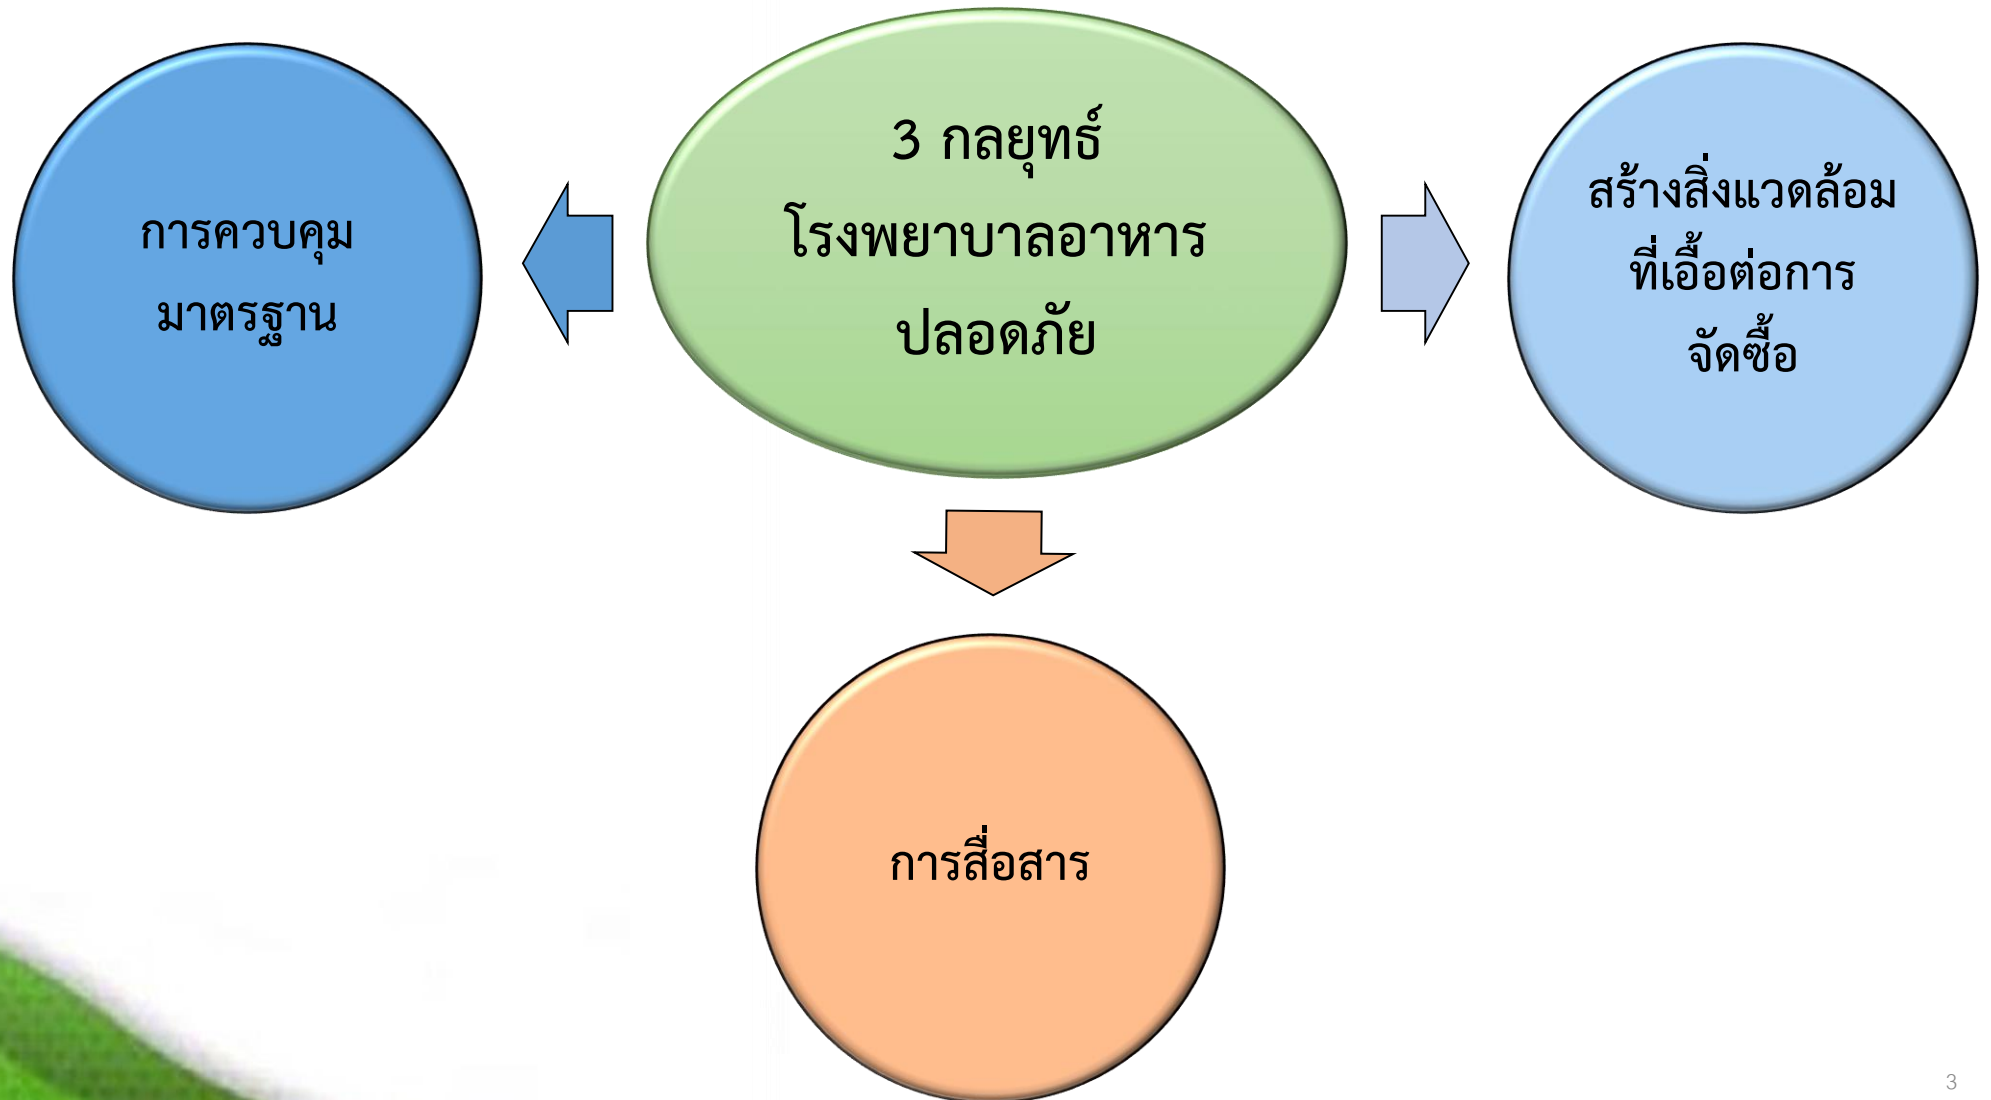 3 กลยุทธ์
โรงพยาบาลอาหาร
ปลอดภัย
การควบคุม
มาตรฐาน
สร้างสิ่งแวดล้อม
ที่เอื้อต่อการ
จัดซื้อ
การสื่อสาร
3